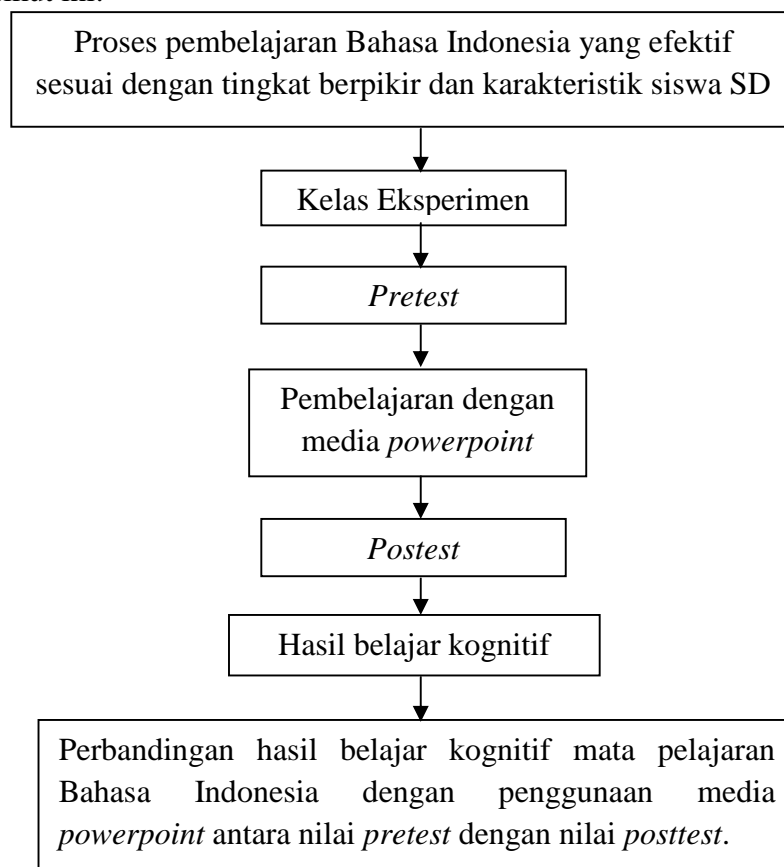 Proses pembelajaran Bahasa Indonesia yang efektif
sesuai dengan tingkat berpikir dan karakteristik siswa SD
Kelas Eksperimen
Pretest
Pembelajaran dengan
media powerpoint
Postest
Hasil belajar kognitif
Perbandingan hasil belajar kognitif mata pelajaran
Bahasa Indonesia dengan penggunaan media
powerpoint antara nilai pretest dengan nilai posttest.